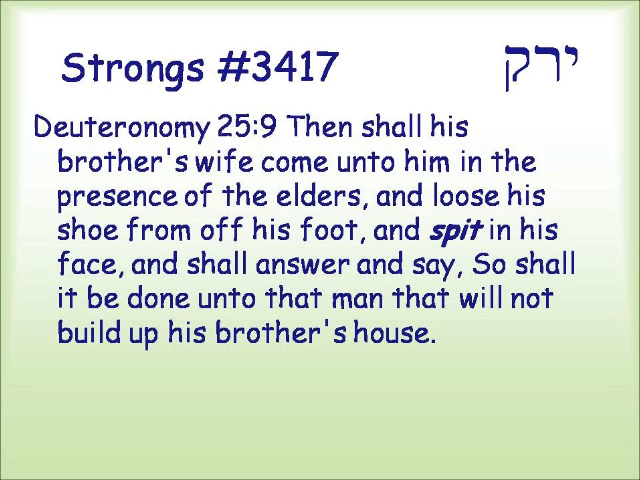 Strongs #3417 ירק
Deuteronomy 25:9 Then shall his
brother's wife come unto him in the
presence of the elders, and loose his
shoe from off his foot, and spit in his
face, and shall answer and say, So shall
it be done unto that man that will not
build up his brother's house.